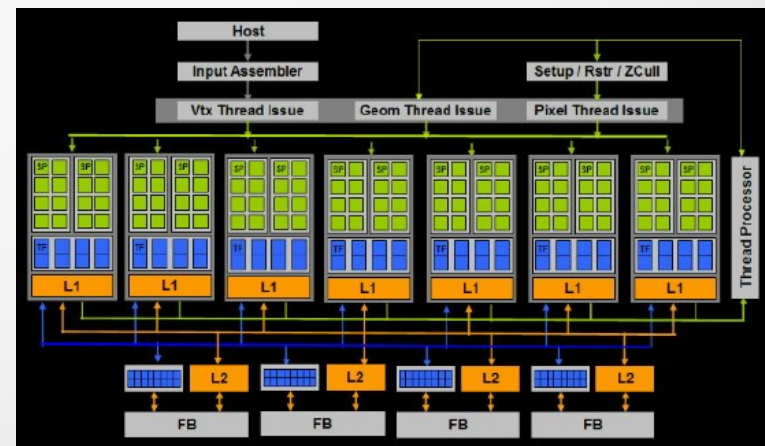 Host
Input Assembler
Setup / Rstr / ZCull
Vtx Thread Issue
Geom Thread Issue
Pixel Thread Issue
SP SP SP SP SP SP SP SP SP SP SP SP SP SP
TF TF TF TF TF TF TF
L1 L1 L1 L1 L1 L1 L1
Thread Processor
L2 L2 L2 L2
FB FB FB FB